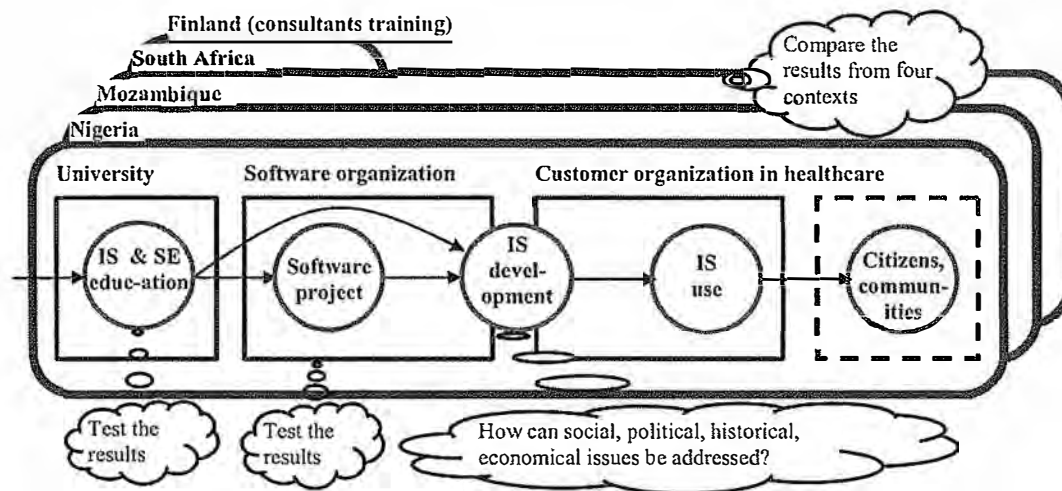 Finland (consultants training)
South Africa
Mozambique
Nigeria
Compare the
results from four
contexts
University
Software organization
Customer organization in healthcare
IS & SE
educ-ation
Software
project
IS
devel-
opment
IS
use
Citizens,
commun-
ities
Test the
results
Test the
results
How can social, political, historical,
economical issues be addressed?